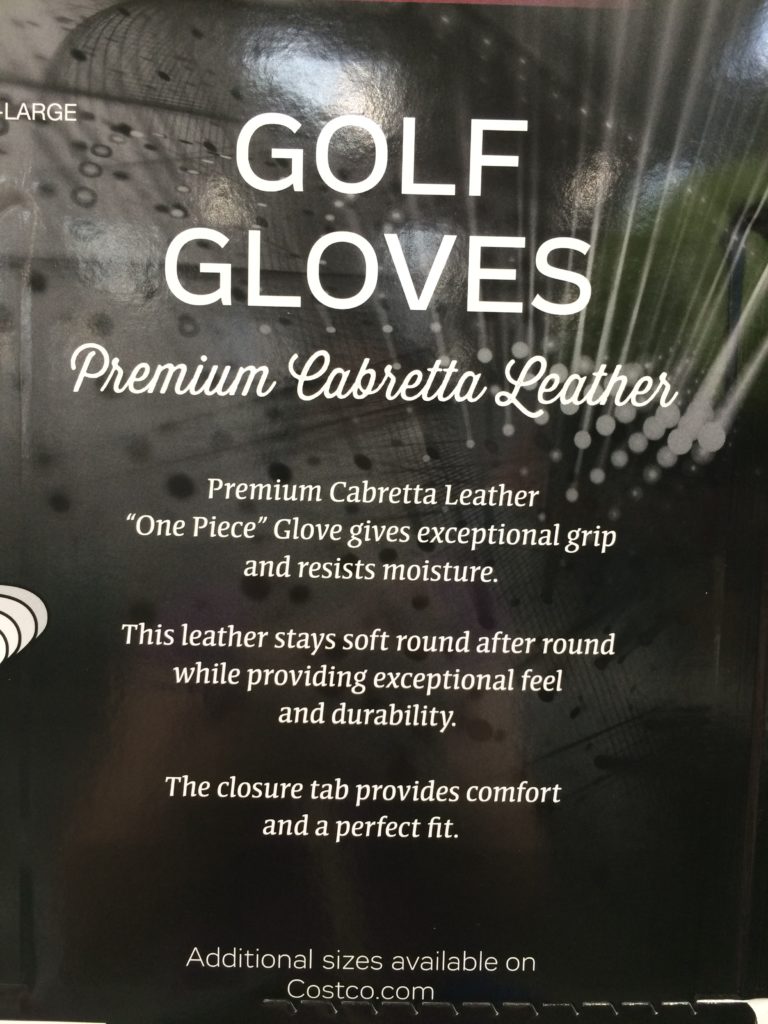 -LARGE
GOLF
GLOVES
Premium Cabretta Leather
Premium Cabretta Leather
“One Piece” Glove gives exceptional grip
and resists moisture.
This leather stays soft round after round
while providing exceptional feel
and durability.
The closure tab provides comfort
and a perfect fit.
Additional sizes available on
Costco.com